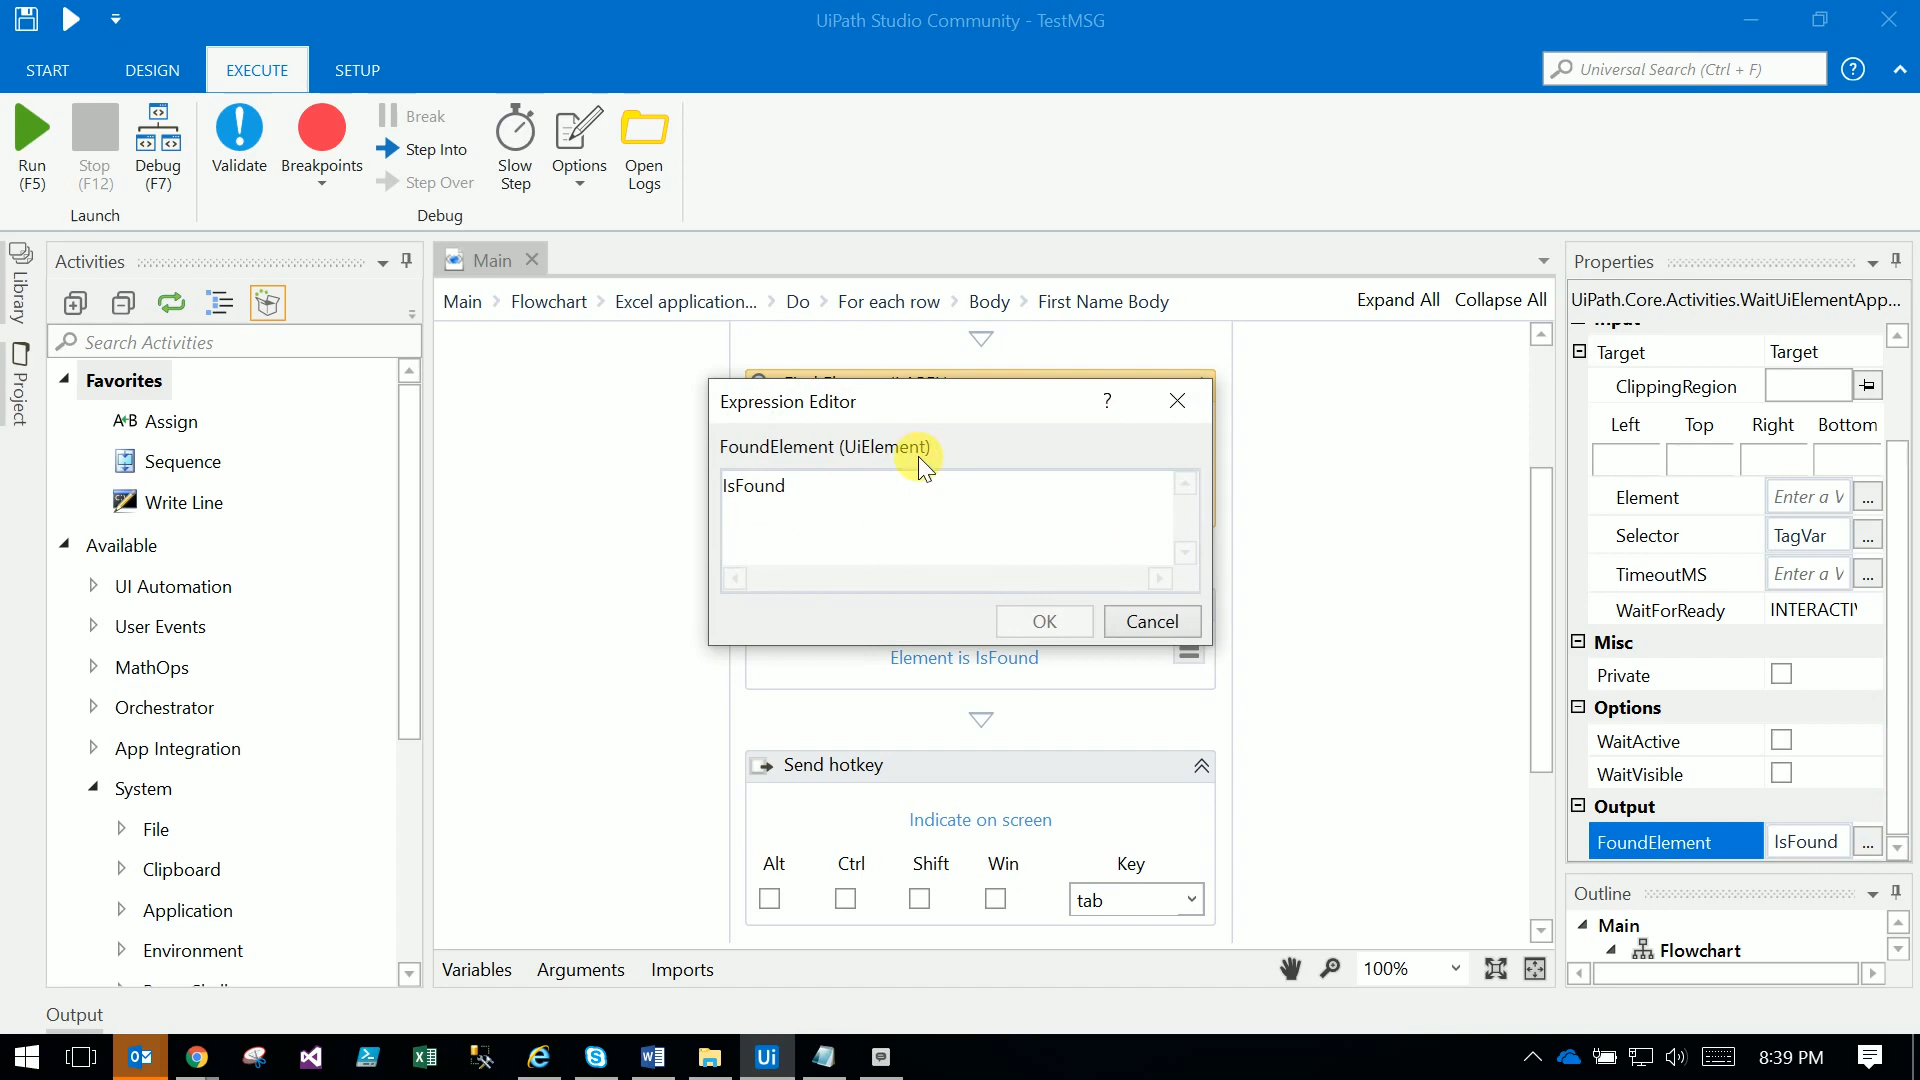 UiPath Studio Community - TestMSG
START DESIGN EXECUTE SETUP
Universal Search (Ctrl + F)
Run (F5)
Stop (F12)
Debug (F7)
Launch
Validate
Breakpoints
Break
Step Into
Step Over
Slow Step
Options
Open Logs
Debug
Library
Project
Activities
Search Activities
Favorites
A+B Assign
Sequence
Write Line
Available
UI Automation
User Events
MathOps
Orchestrator
App Integration
System
File
Clipboard
Application
Environment
Main
Main Flowchart Excel application... Do For each row Body First Name Body
Expand All Collapse All
Expression Editor
FoundElement (UiElement)
IsFound
OK Cancel
Element is IsFound
Send hotkey
Indicate on screen
Alt Ctrl Shift Win Key
tab
Variables Arguments Imports
100%
Properties
UiPath.Core.Activities.WaitUiElementApp...
Target Target
ClippingRegion
Left Top Right Bottom
Element Enter a V ...
Selector TagVar ...
TimeoutMS Enter a V ...
WaitForReady INTERACTI
Misc
Private
Options
WaitActive
WaitVisible
Output
FoundElement IsFound ...
Outline
Main
Flowchart
Output
Ui
8:39 PM